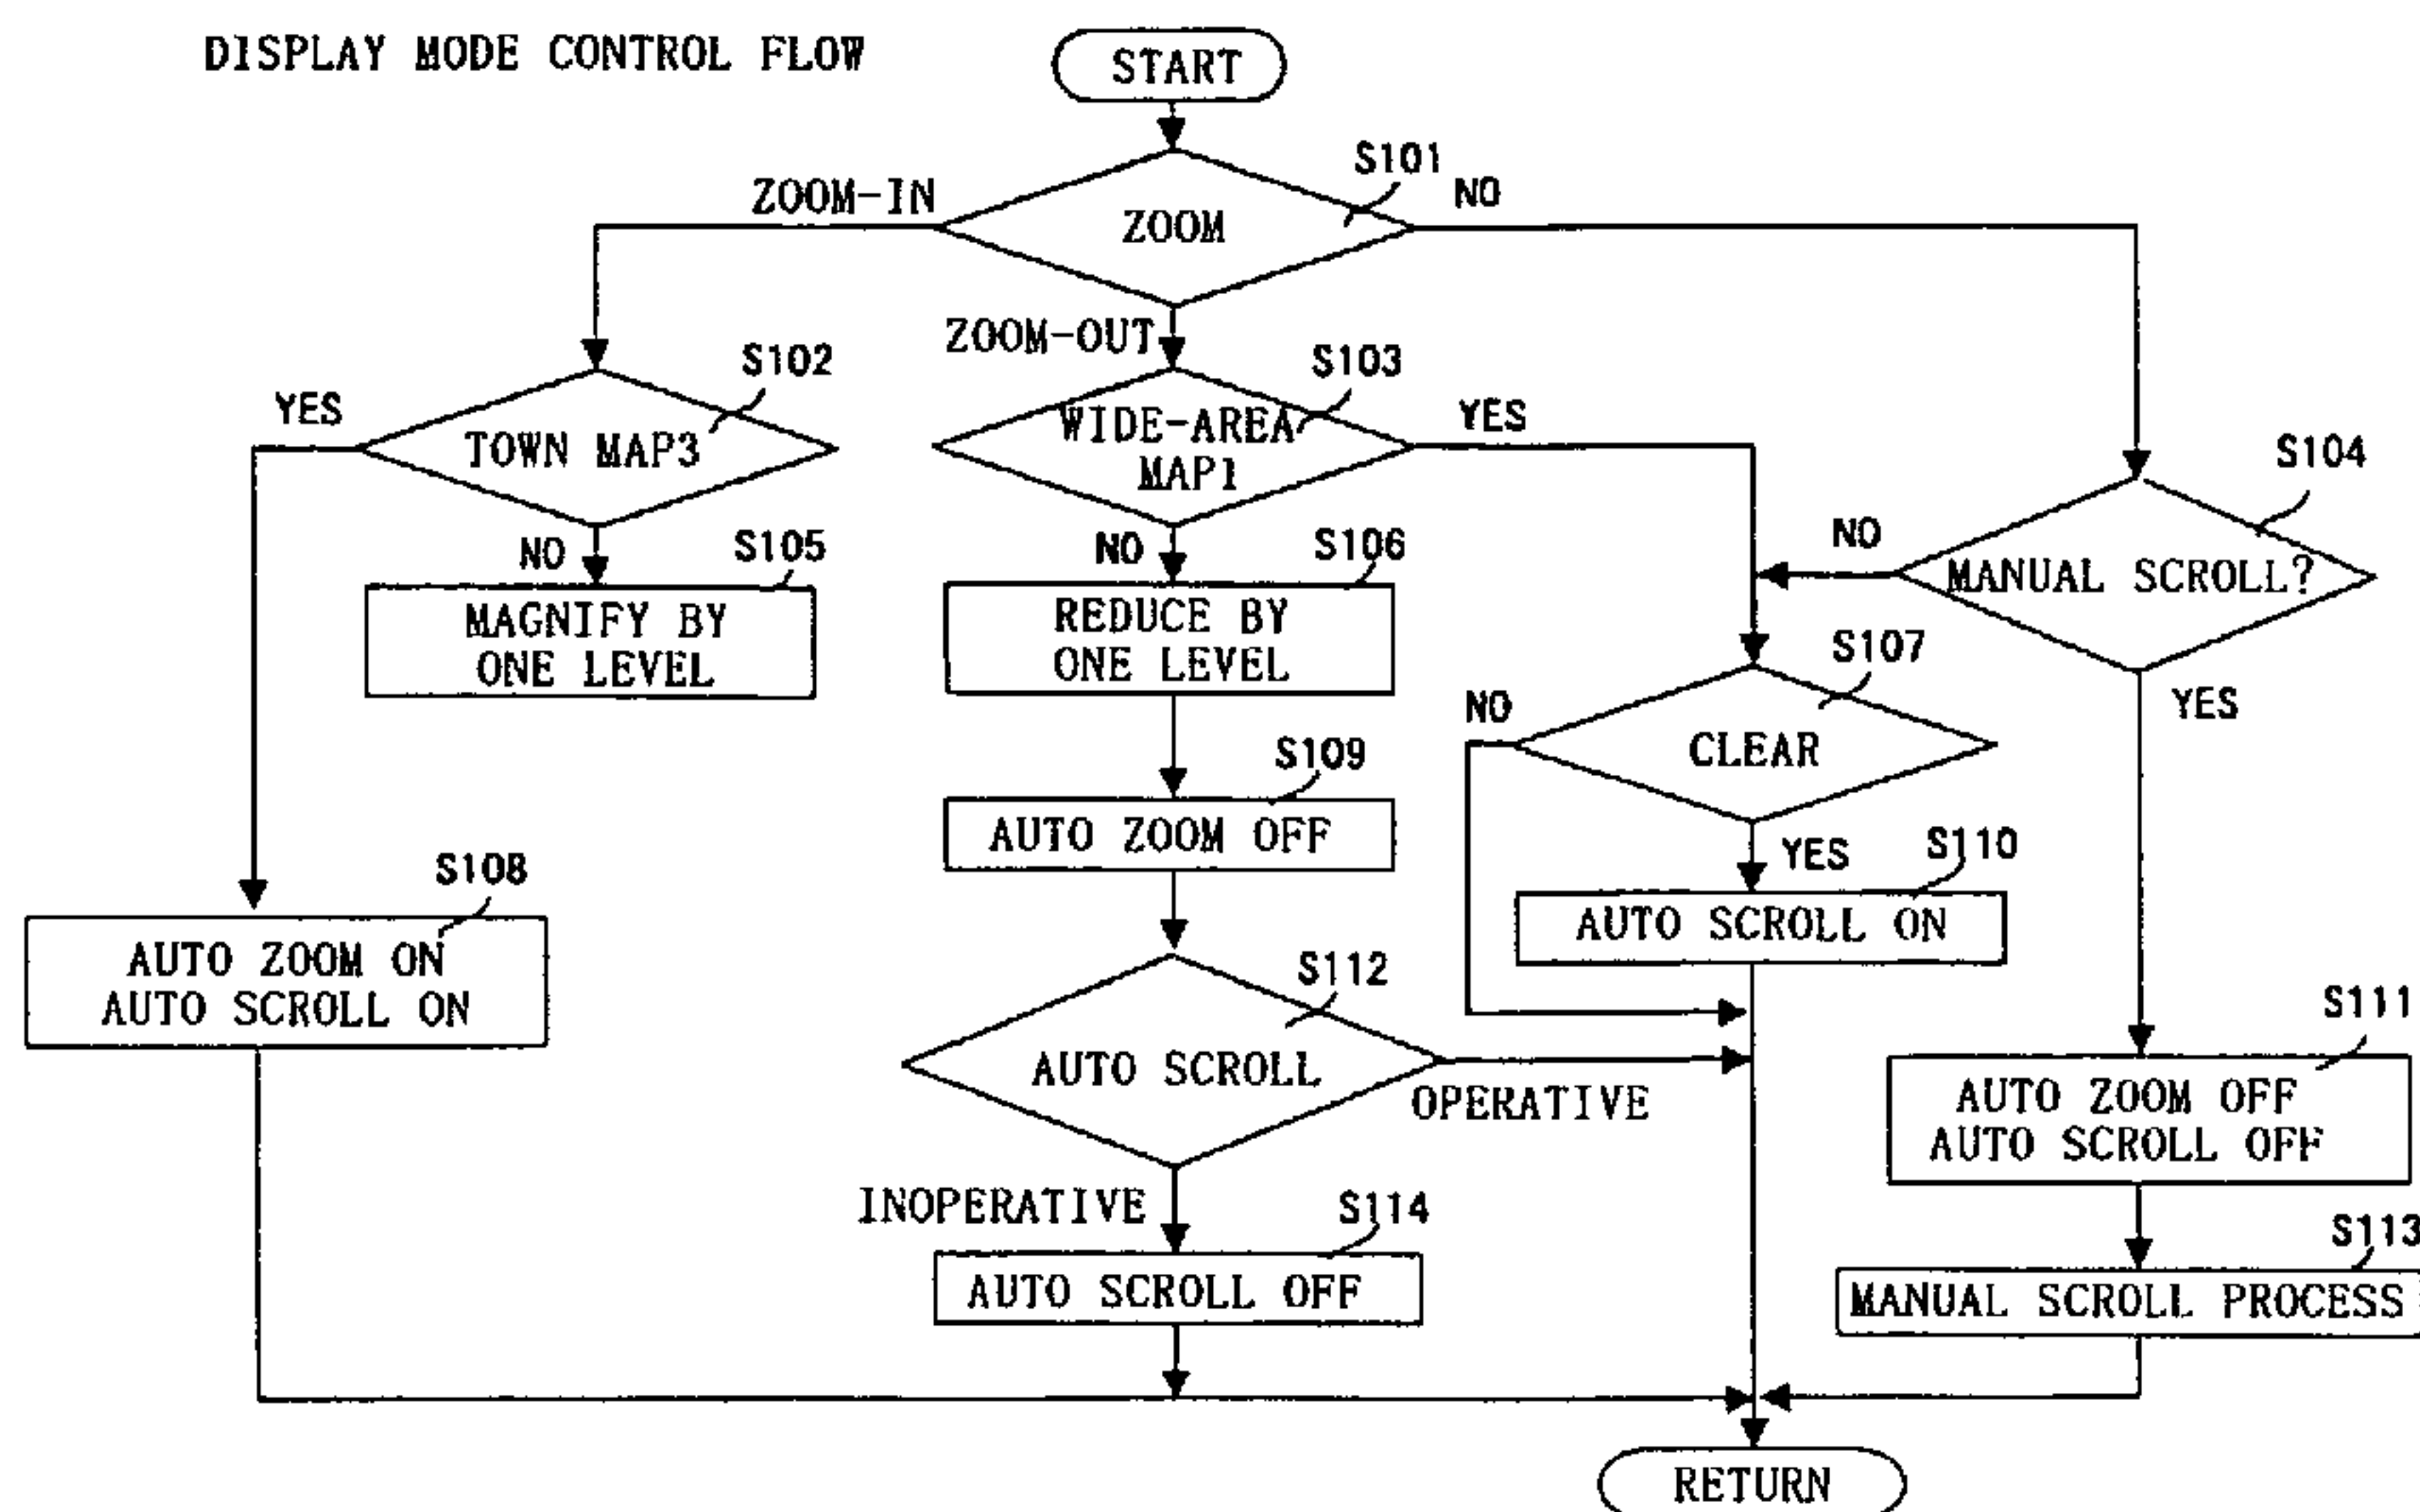 DISPLAY MODE CONTROL FLOW
START
S101
ZOOM-IN
NO
ZOOM
ZOOM-OUT
S102
S103
YES
TOWN MAP3
WIDE-AREA
MAP1
YES
S104
NO
MANUAL SCROLL?
NO
S105
NO
S106
MAGNIFY BY
ONE LEVEL
REDUCE BY
ONE LEVEL
S107
NO
CLEAR
YES
S109
AUTO ZOOM OFF
YES
S110
AUTO SCROLL ON
S108
AUTO ZOOM ON
AUTO SCROLL ON
S112
AUTO SCROLL
OPERATIVE
S111
AUTO ZOOM OFF
AUTO SCROLL OFF
INOPERATIVE
S114
AUTO SCROLL OFF
S113
MANUAL SCROLL PROCESS
RETURN